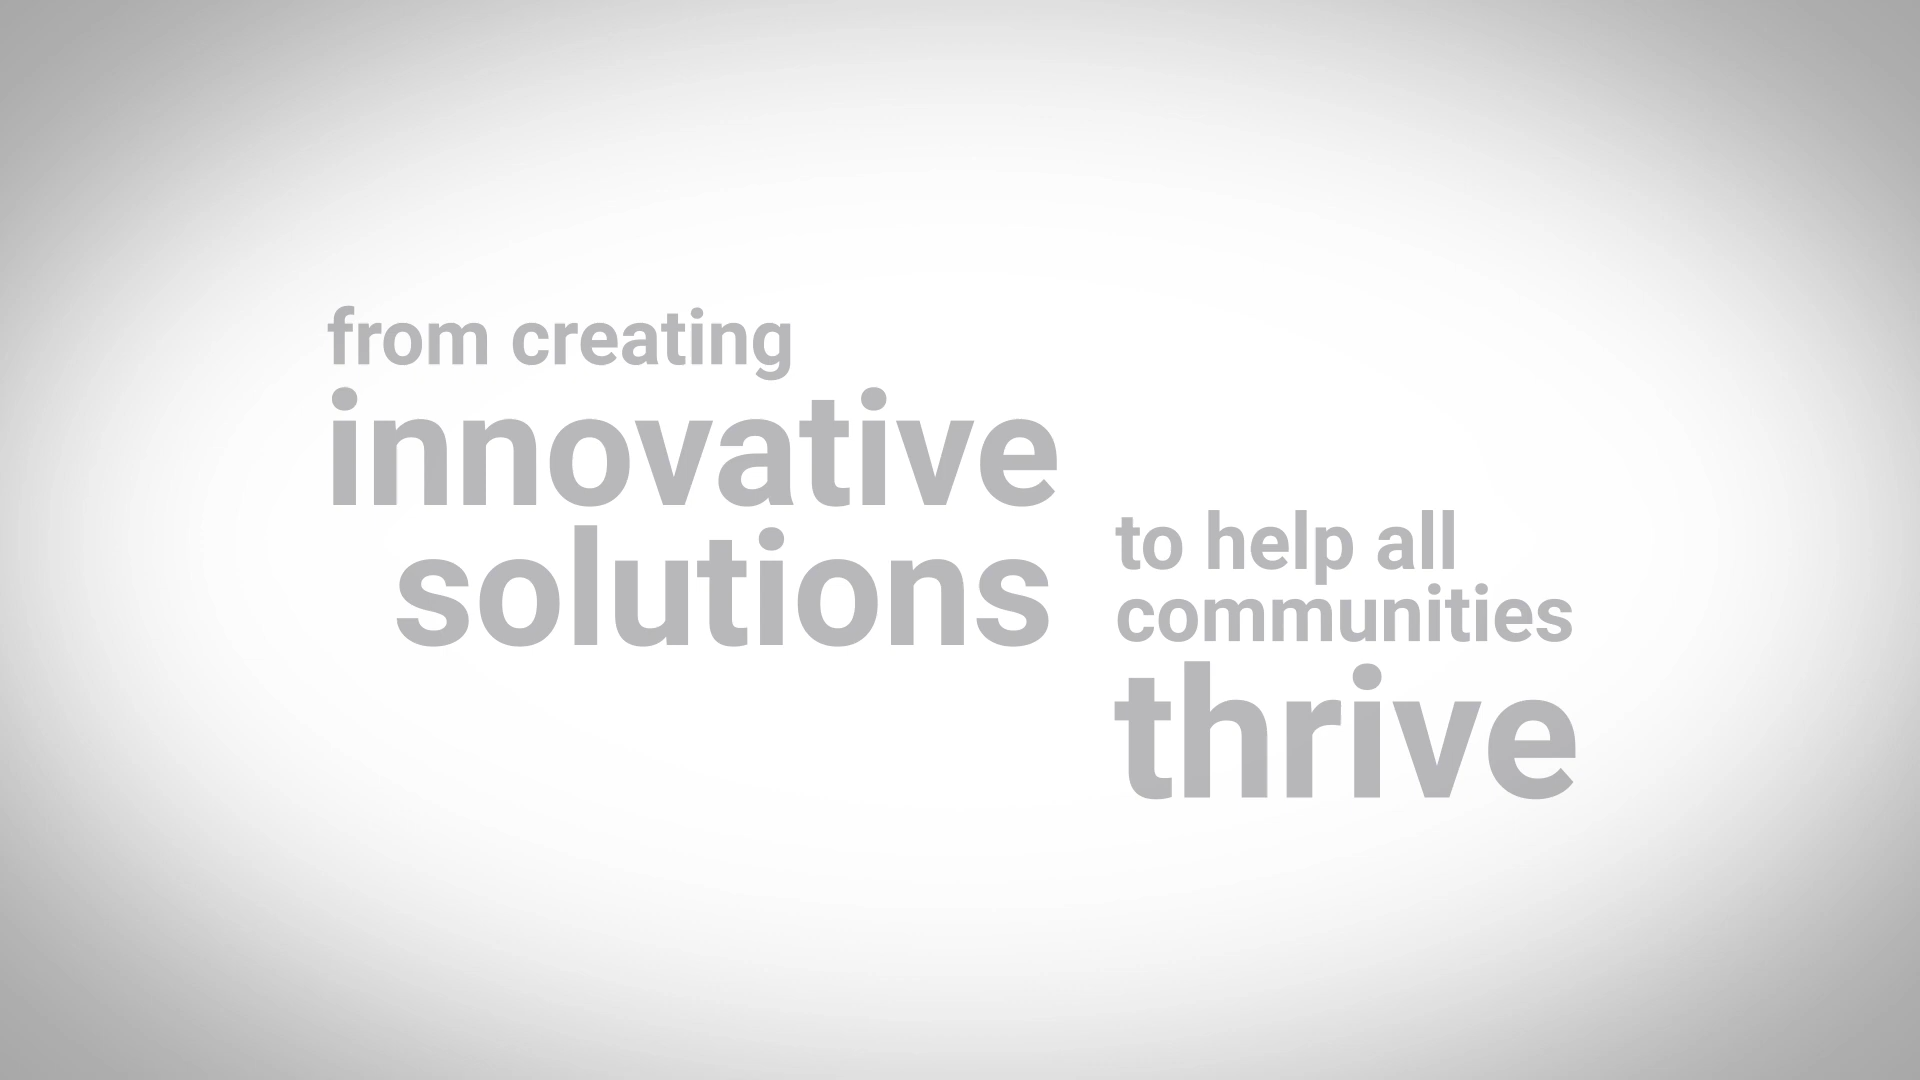 from creating
innovative
solutions
to help all
communities
thrive